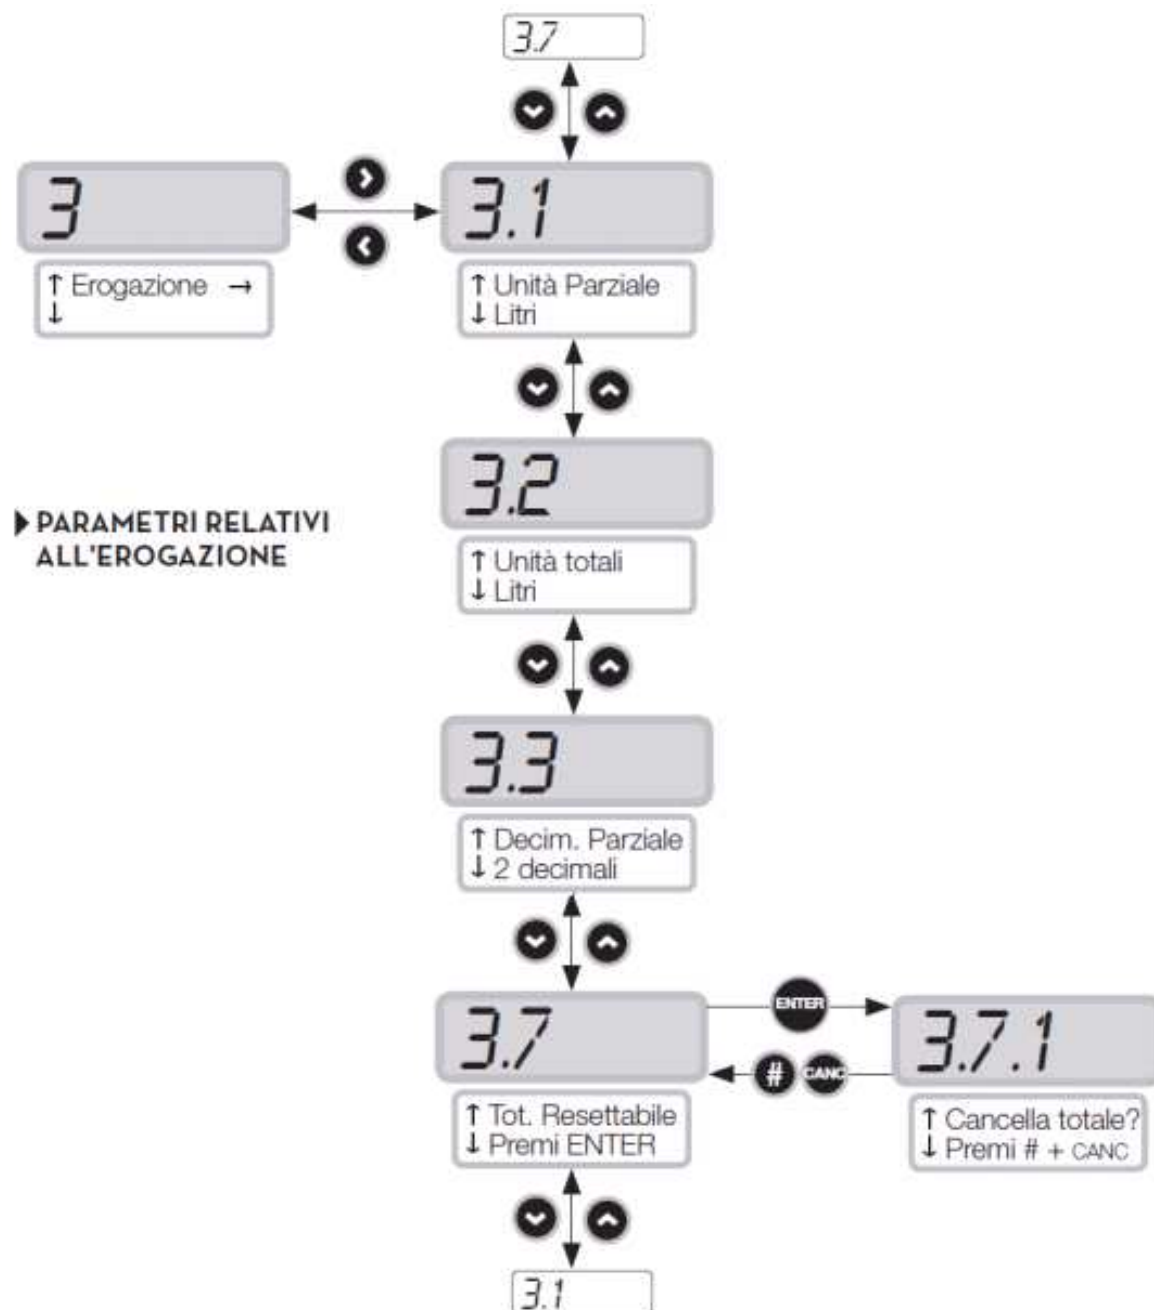 3.7
3
3.1
↑ Erogazione →
↓
↑ Unità Parziale
↓ Litri
3.2
PARAMETRI RELATIVI
ALL'EROGAZIONE
↑ Unità totali
↓ Litri
3.3
↑ Decim. Parziale
↓ 2 decimali
3.7
ENTER
# CANC
3.7.1
↑ Tot. Resettabile
↓ Premi ENTER
↑ Cancella totale?
↓ Premi # + CANC
3.1